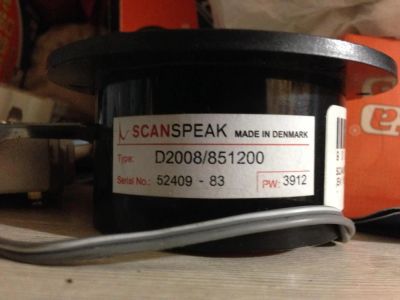 SCANSPEAK MADE IN DENMARK
Type: D2008/851200
Serial No.: 52409 - 83 PW: 3912